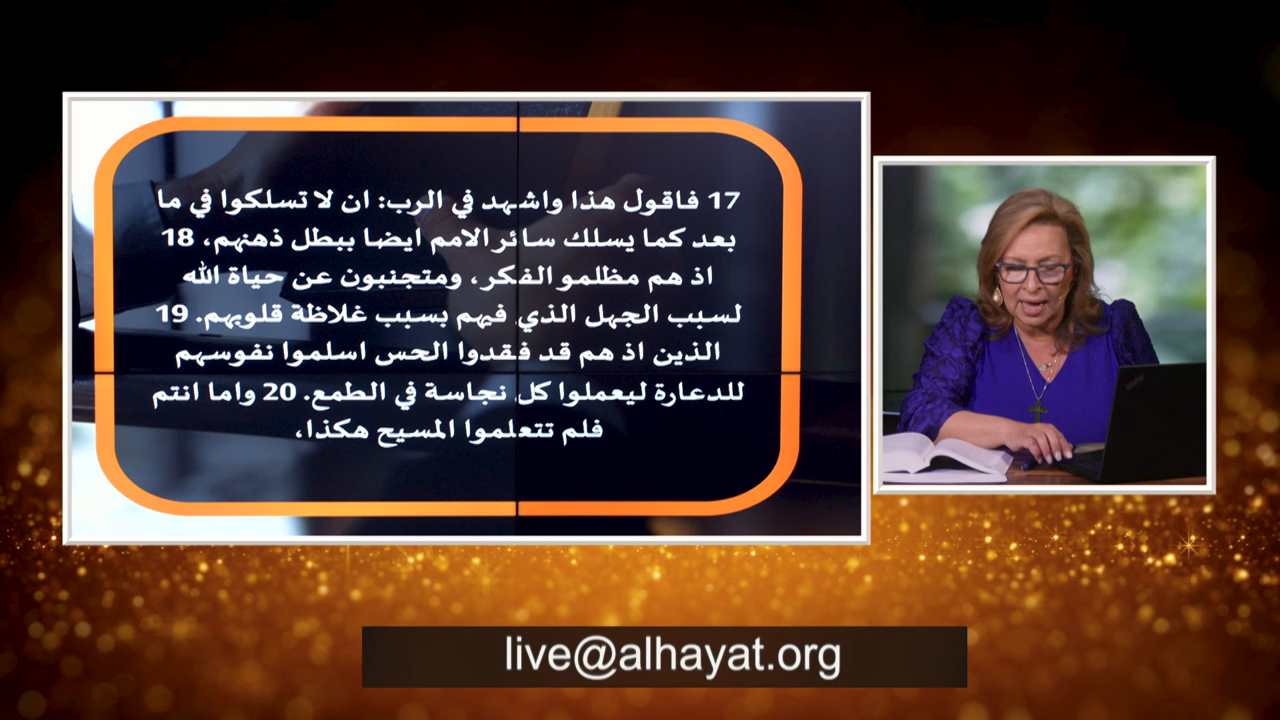 17 فاقول هذا واشهد في الرب: ان لا تسلكوا في ما
بعد كما يسلك سائر الامم ايضا ببطل ذهنهم، 18
اذ هم مظلمو الفكر، ومتجنبون عن حياة الله
لسبب الجهل الذي فيهم بسبب غلاظة قلوبهم. 19
الذين اذ هم قد فقدوا الحس اسلموا نفوسهم
للدعارة ليعملوا كل نجاسة في الطمع. 20 واما انتم
فلم تتعلموا المسيح هكذا،
live@alhayat.org